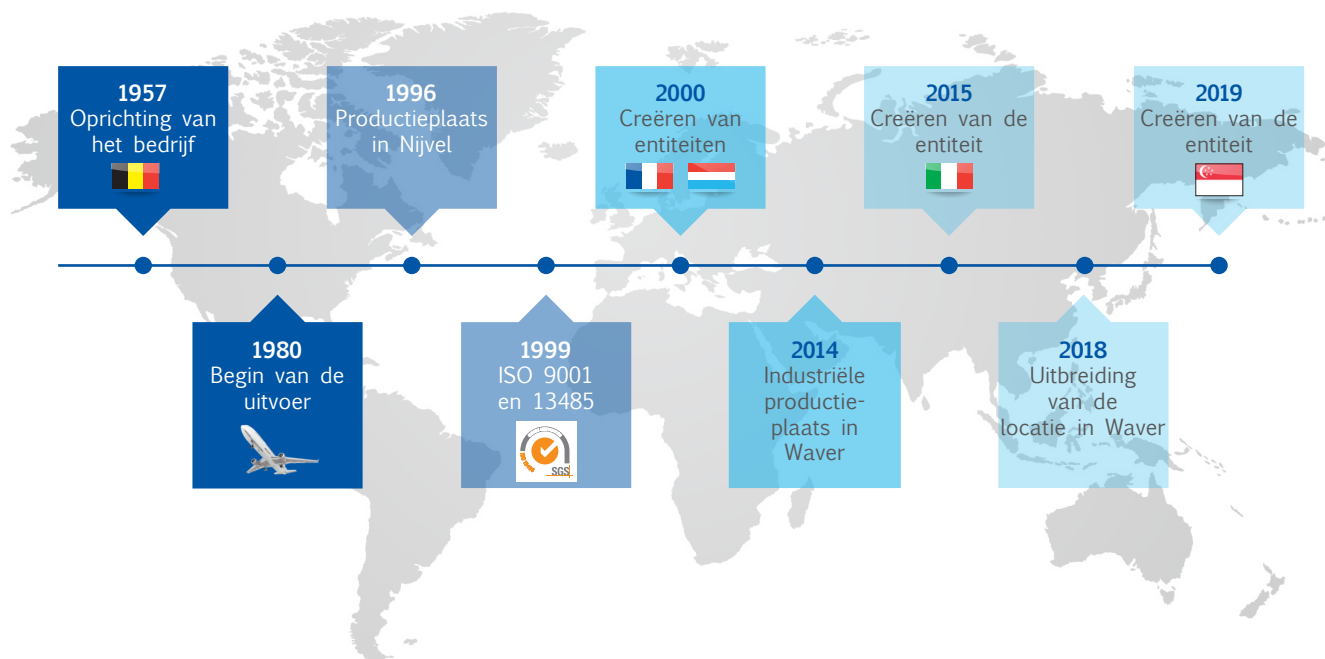 1957
Oprichting van
het bedrijf
1996
Productieplaats
in Nijvel
2000
Creëren van
entiteiten
2015
Creëren van de
entiteit
2019
Creëren van de
entiteit
1980
Begin van de
uitvoer
1999
ISO 9001
en 13485
SGS
2014
Industriële
productie-
plaats in
Waver
2018
Uitbreiding
van de
locatie in Waver